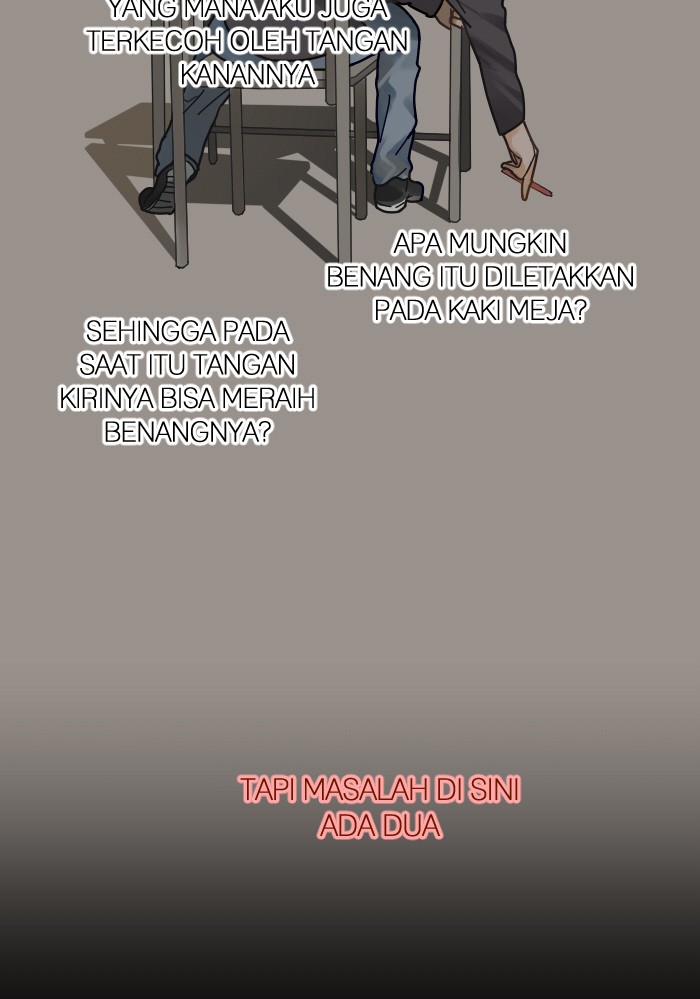 YANG MANA AKU JUGA
TERKECOH OLEH TANGAN
KANANNYA
APA MUNGKIN
BENANG ITU DILETAKKAN
PADA KAKI MEJA?
SEHINGGA PADA
SAAT ITU TANGAN
KIRINYA BISA MERAIH
BENANGNYA?
TAPI MASALAH DI SINI
ADA DUA